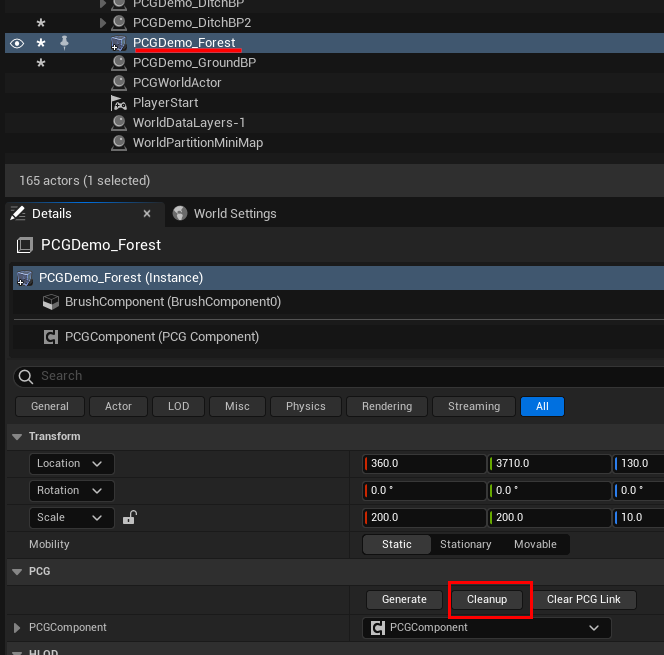 PCGDemo_DitchBP
PCGDemo_DitchBP2
PCGDemo_Forest
PCGDemo_GroundBP
PCGWorldActor
PlayerStart
WorldDataLayers-1
WorldPartitionMiniMap
165 actors (1 selected)
Details × World Settings
PCGDemo_Forest
PCGDemo_Forest (Instance)
BrushComponent (BrushComponent0)
PCGComponent (PCG Component)
Search
General Actor LOD Misc Physics Rendering Streaming All
Transform
Location 360.0 3710.0 130.0
Rotation 0.0 ° 0.0 ° 0.0 °
Scale 200.0 200.0 10.0
Mobility Static Stationary Movable
PCG
Generate Cleanup Clear PCG Link
PCGComponent PCGComponent
HLOD